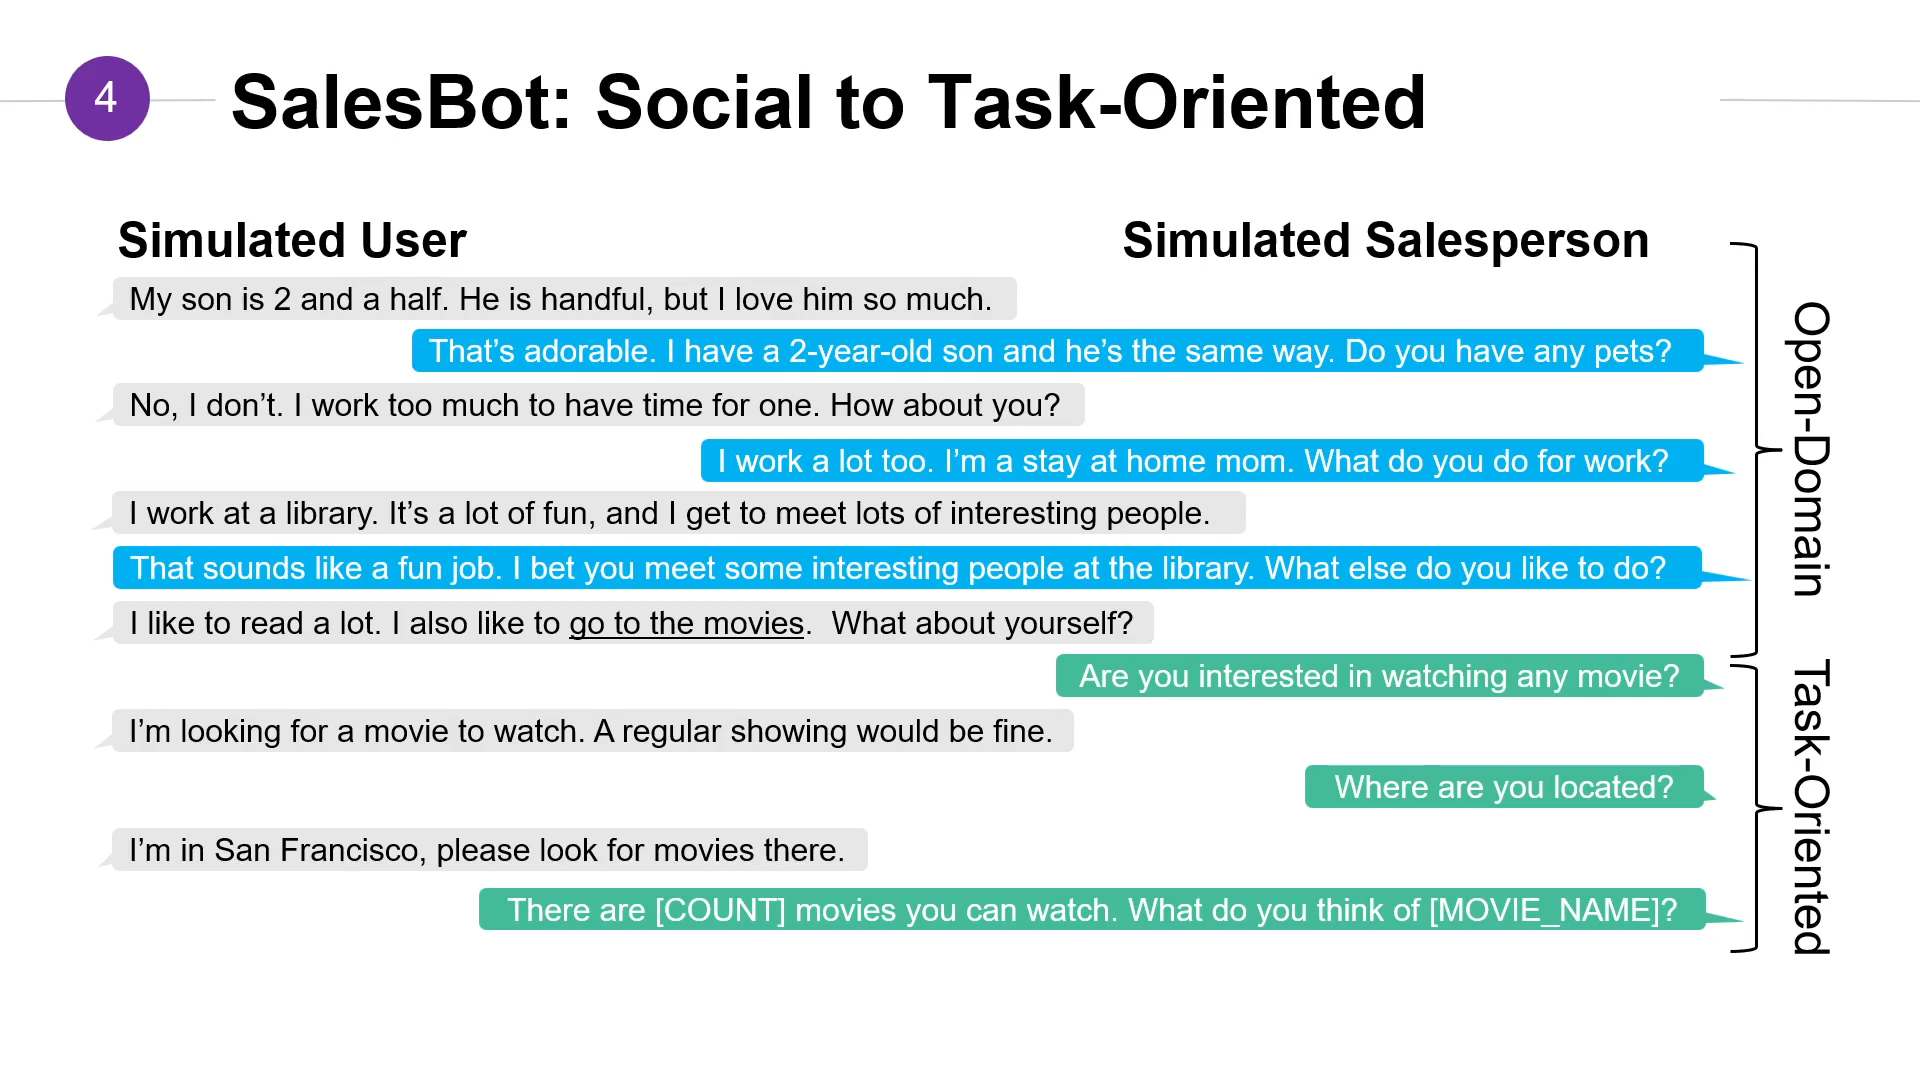 4
SalesBot: Social to Task-Oriented
Simulated User
Simulated Salesperson
My son is 2 and a half. He is handful, but I love him so much.
That’s adorable. I have a 2-year-old son and he’s the same way. Do you have any pets?
No, I don’t. I work too much to have time for one. How about you?
I work a lot too. I’m a stay at home mom. What do you do for work?
I work at a library. It’s a lot of fun, and I get to meet lots of interesting people.
That sounds like a fun job. I bet you meet some interesting people at the library. What else do you like to do?
I like to read a lot. I also like to go to the movies.  What about yourself?
Open-Domain
Are you interested in watching any movie?
I’m looking for a movie to watch. A regular showing would be fine.
Where are you located?
I’m in San Francisco, please look for movies there.
There are [COUNT] movies you can watch. What do you think of [MOVIE_NAME]?
Task-Oriented